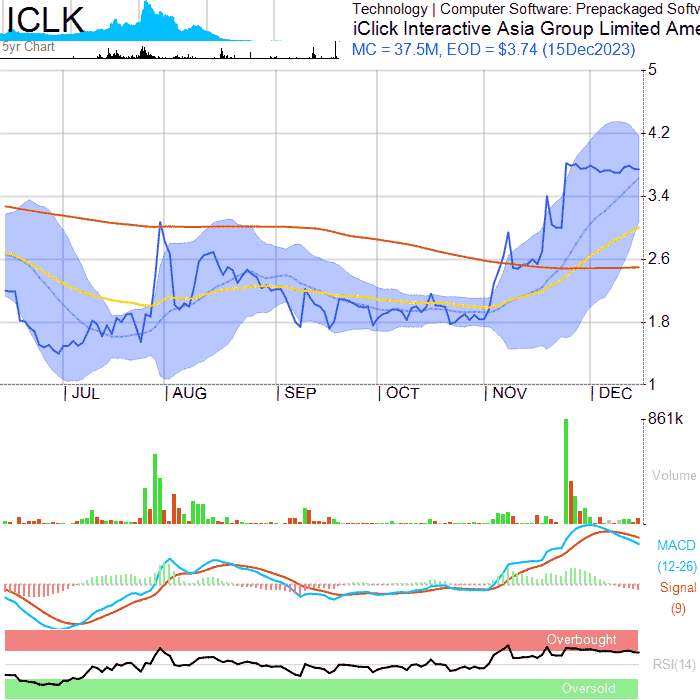 ICLK
5yr Chart
Technology | Computer Software: Prepackaged Softw
iClick Interactive Asia Group Limited Ame
MC = 37.5M, EOD = $3.74 (15Dec2023)
5
4.2
3.4
2.6
1.8
1
JUL AUG SEP OCT NOV DEC
861k
Volume
MACD
(12-26)
Signal
(9)
Overbought
RSI(14)
Oversold